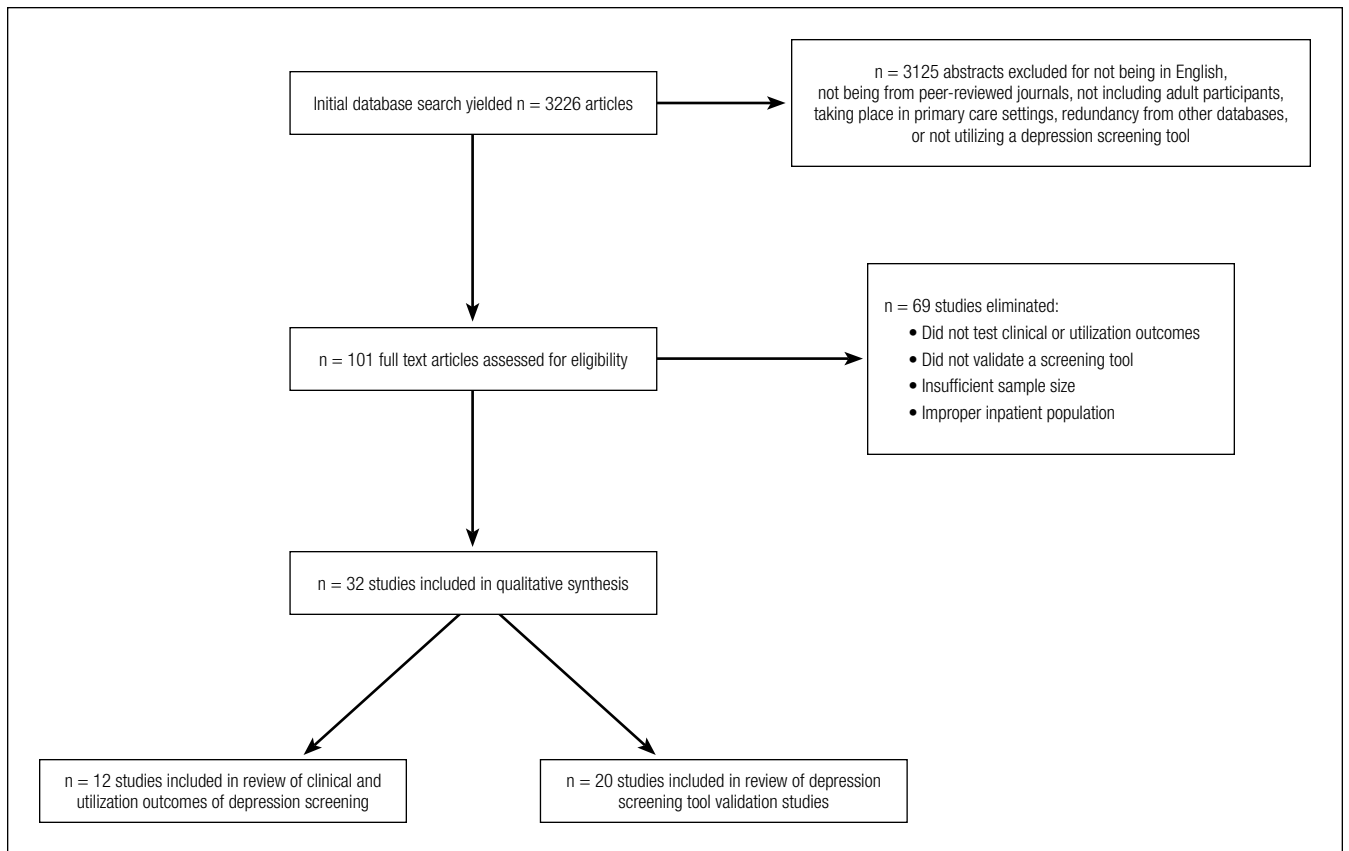 Initial database search yielded n = 3226 articles
n = 3125 abstracts excluded for not being in English,
not being from peer-reviewed journals, not including adult participants,
taking place in primary care settings, redundancy from other databases,
or not utilizing a depression screening tool
n = 101 full text articles assessed for eligibility
n = 69 studies eliminated:
• Did not test clinical or utilization outcomes
• Did not validate a screening tool
• Insufficient sample size
• Improper inpatient population
n = 32 studies included in qualitative synthesis
n = 12 studies included in review of clinical and
utilization outcomes of depression screening
n = 20 studies included in review of depression
screening tool validation studies